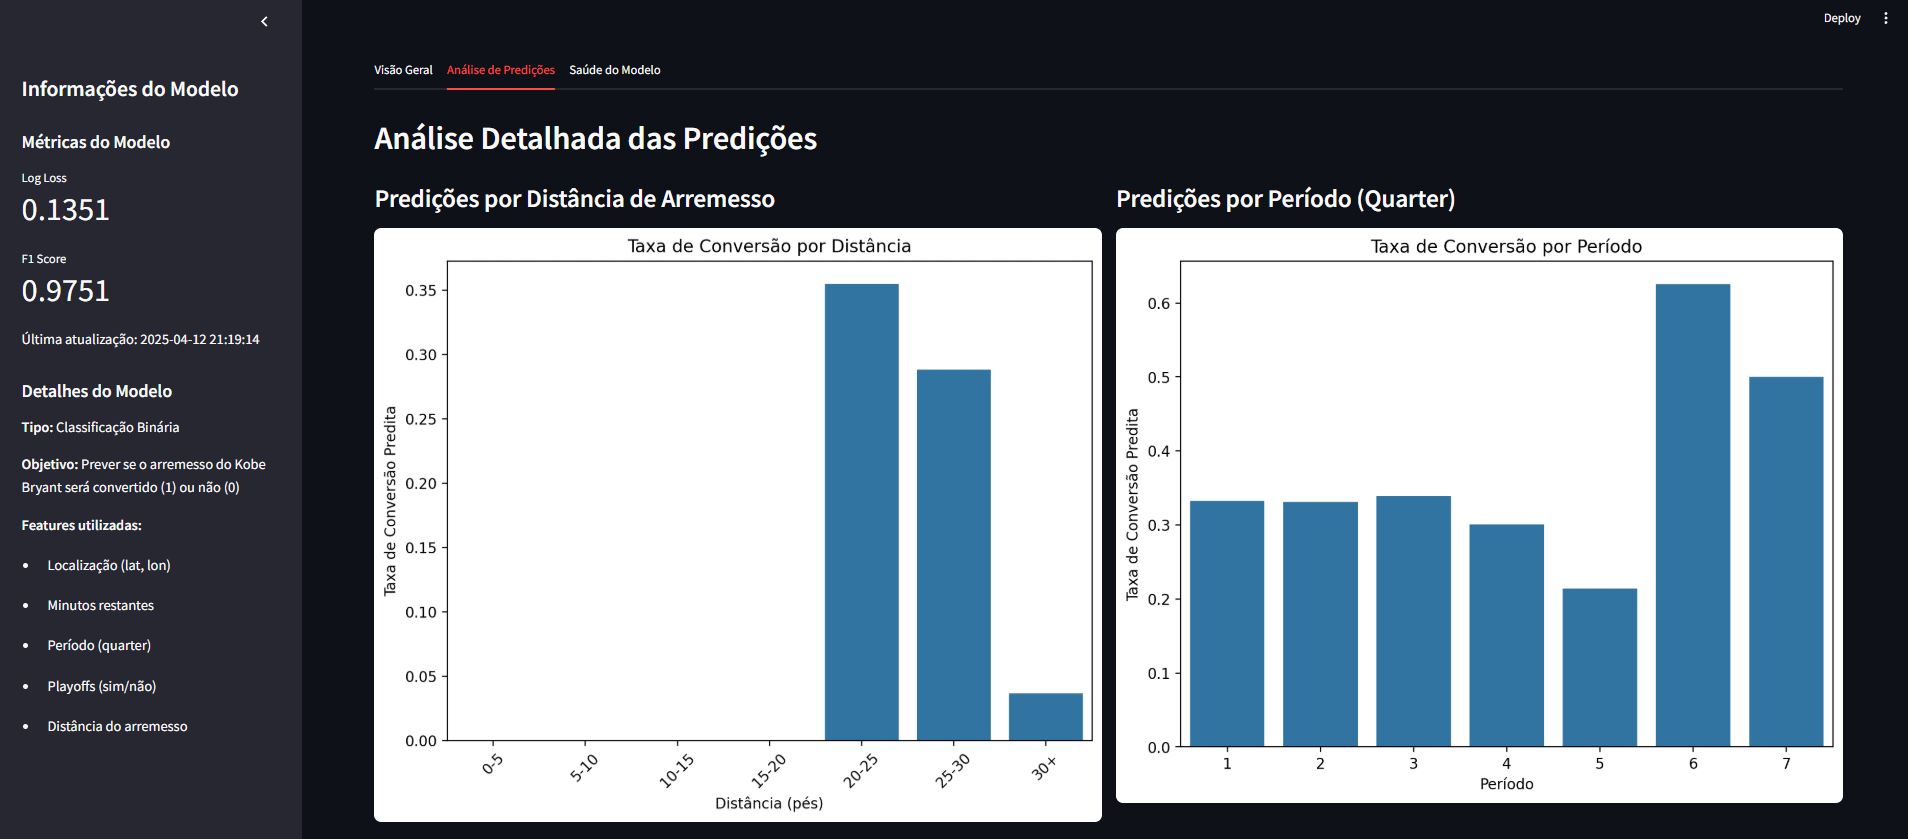 Deploy
Informações do Modelo
Métricas do Modelo
Log Loss
0.1351
F1 Score
0.9751
Última atualização: 2025-04-12 21:19:14
Detalhes do Modelo
Tipo: Classificação Binária
Objetivo: Prever se o arremesso do Kobe
Bryant será convertido (1) ou não (0)
Features utilizadas:
Localização (lat, lon)
Minutos restantes
Período (quarter)
Playoffs (sim/não)
Distância do arremesso
Visão Geral
Análise de Predições
Saúde do Modelo
Análise Detalhada das Predições
Predições por Distância de Arremesso
Taxa de Conversão por Distância
Taxa de Conversão Predita
0.35
0.30
0.25
0.20
0.15
0.10
0.05
0.00
0-5
5-10
10-15
15-20
20-25
25-30
30+
Distância (pés)
Predições por Período (Quarter)
Taxa de Conversão por Período
Taxa de Conversão Predita
0.6
0.5
0.4
0.3
0.2
0.1
0.0
1
2
3
4
5
6
7
Período